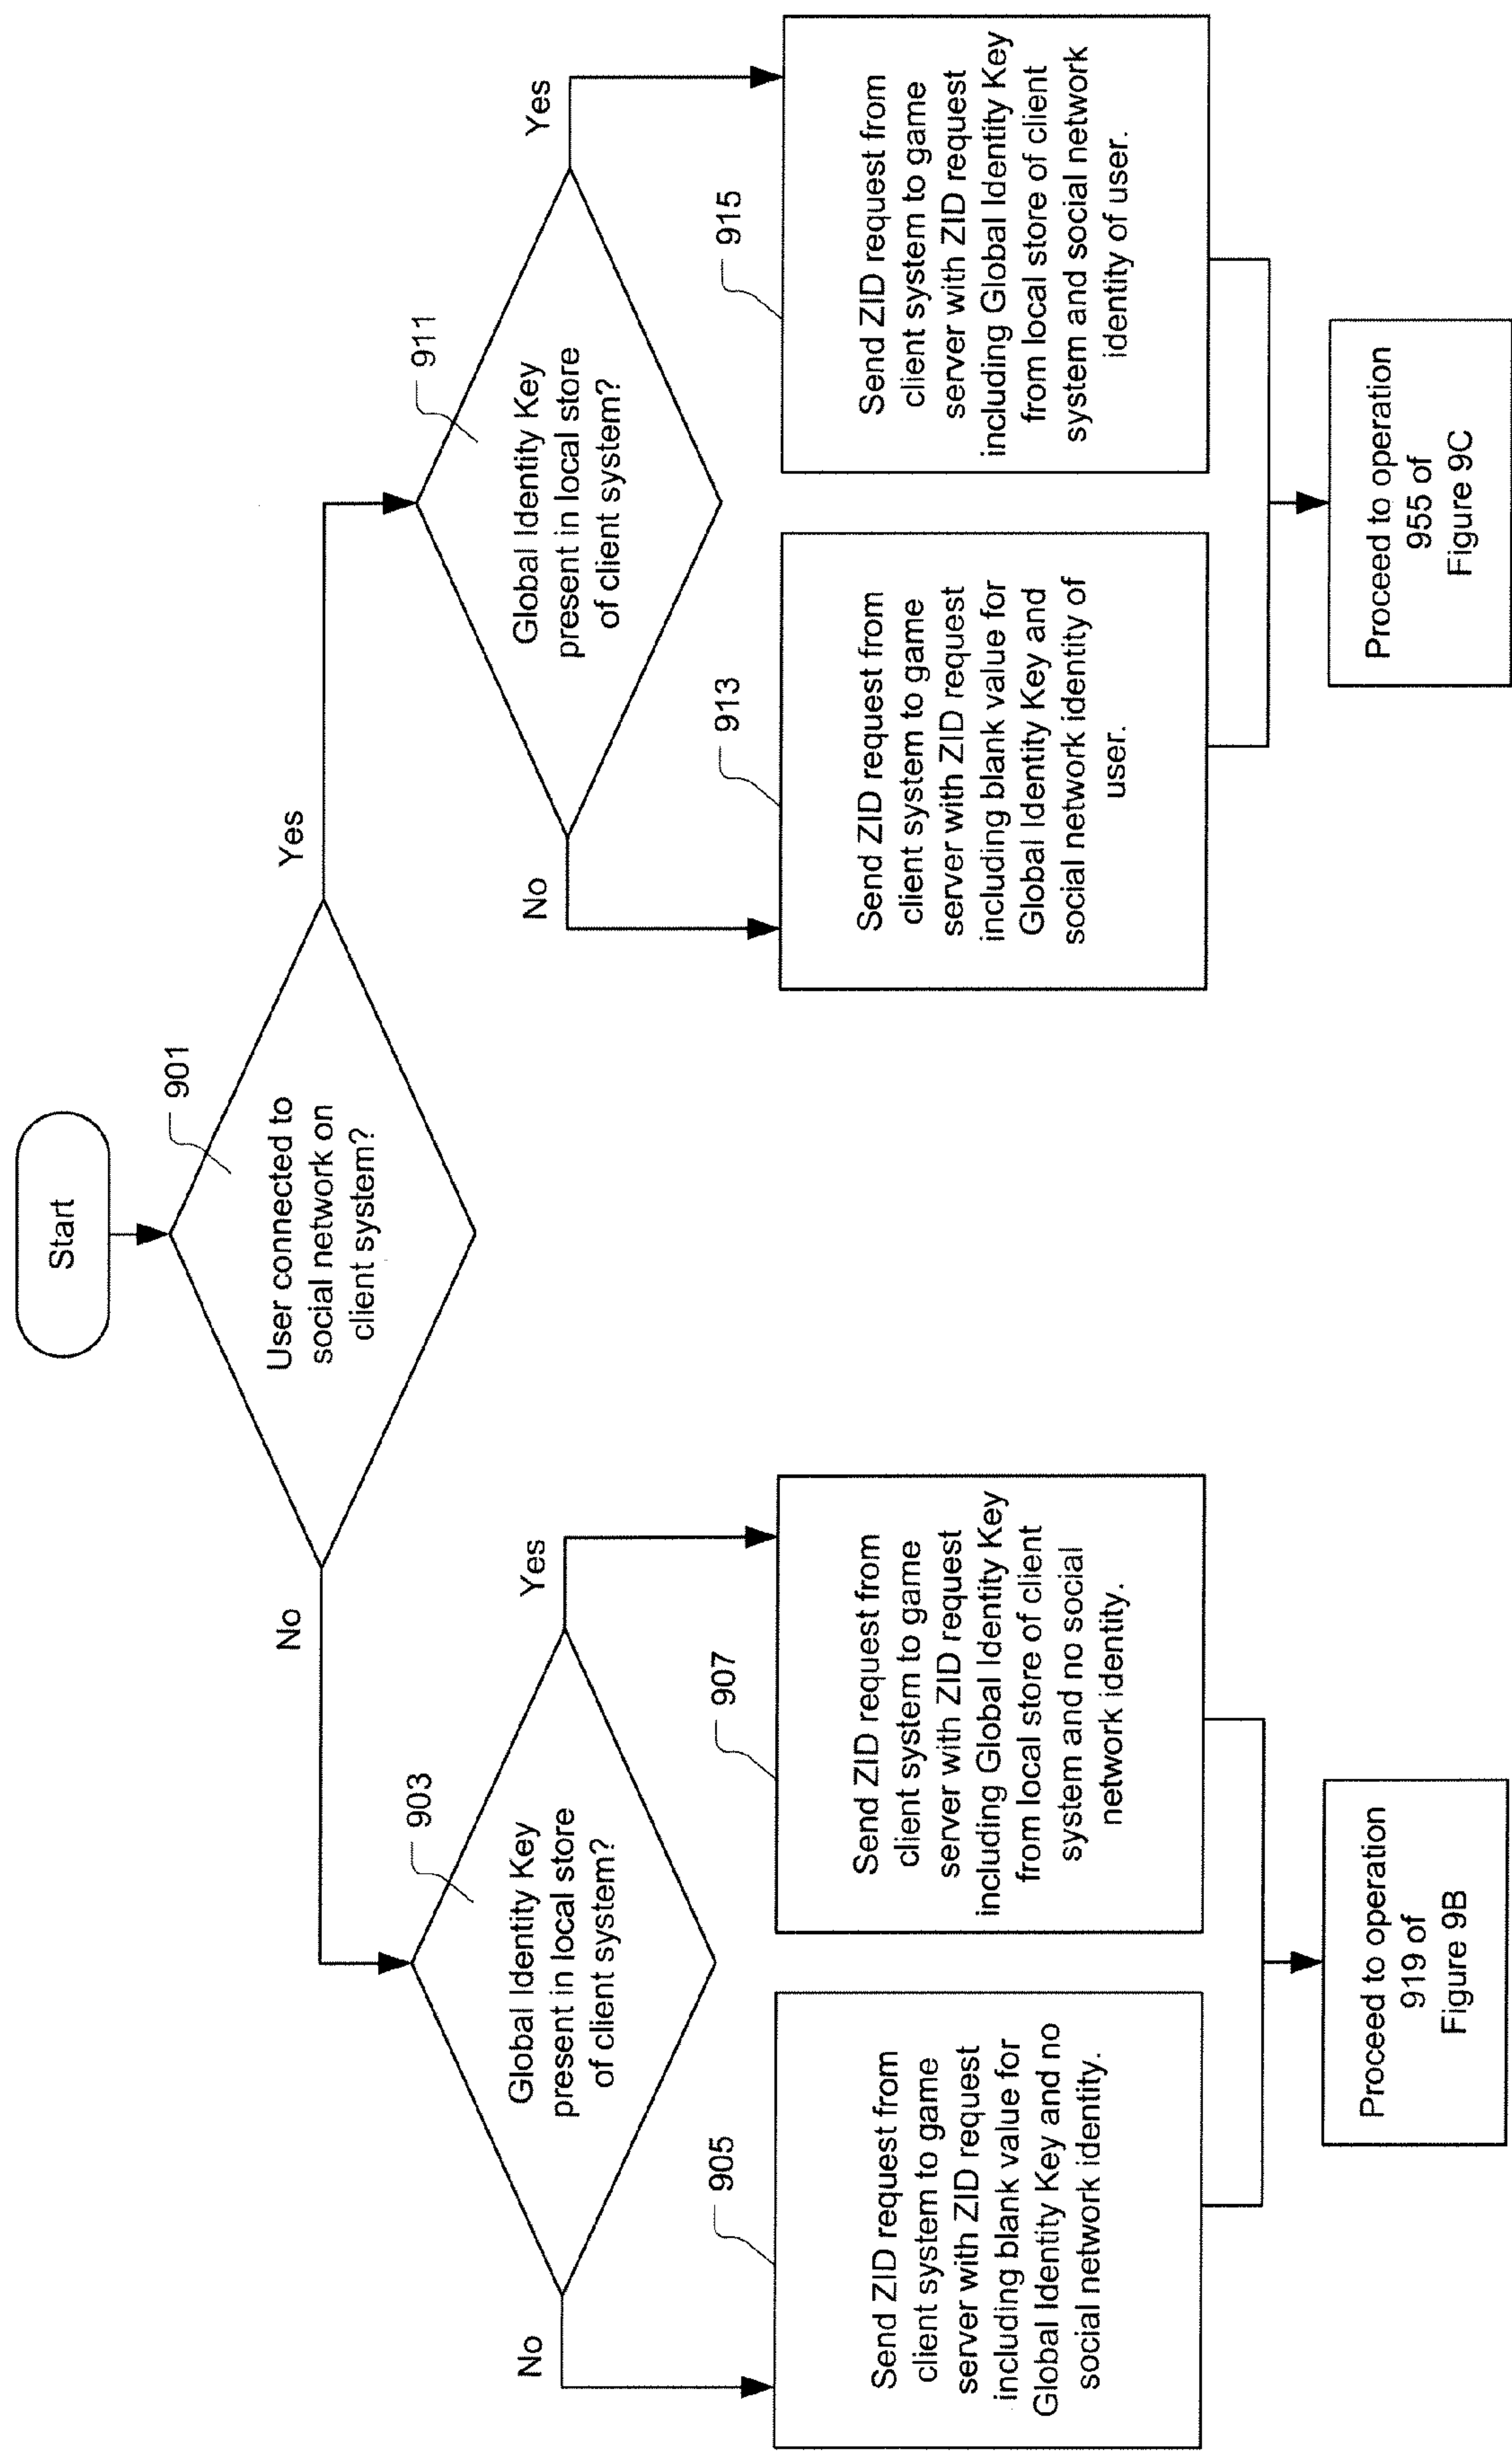 Start
901
User connected to
social network on
client system?
No
Yes
903
Global Identity Key
present in local store
of client system?
No
Yes
911
Global Identity Key
present in local store
of client system?
No
Yes
905
Send ZID request from
client system to game
server with ZID request
including blank value for
Global Identity Key and no
social network identity.
907
Send ZID request from
client system to game
server with ZID request
including Global Identity Key
from local store of client
system and no social
network identity.
913
Send ZID request from
client system to game
server with ZID request
including blank value for
Global Identity Key and
social network identity of
user.
915
Send ZID request from
client system to game
server with ZID request
including Global Identity Key
from local store of client
system and social network
identity of user.
Proceed to operation
919 of
Figure 9B
Proceed to operation
955 of
Figure 9C